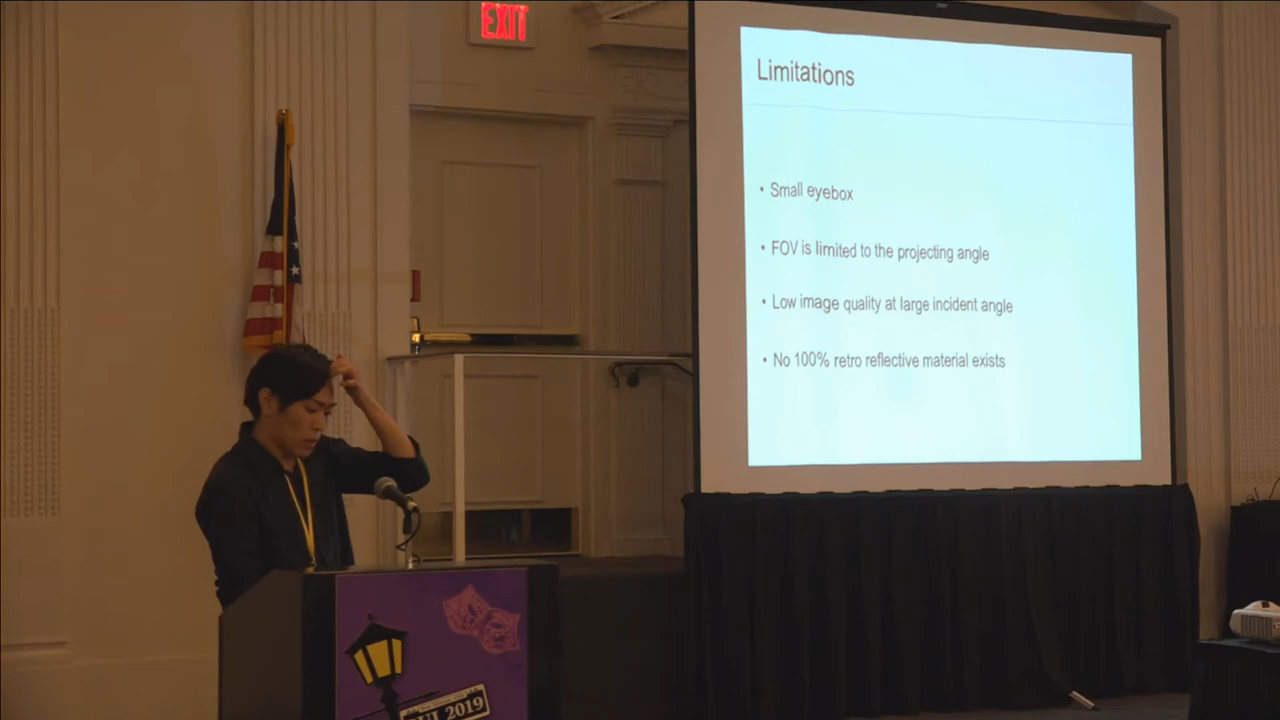 EXIT
Limitations
• Small eyebox
• FOV is limited to the projecting angle
• Low image quality at large incident angle
• No 100% retro reflective material exists
2019